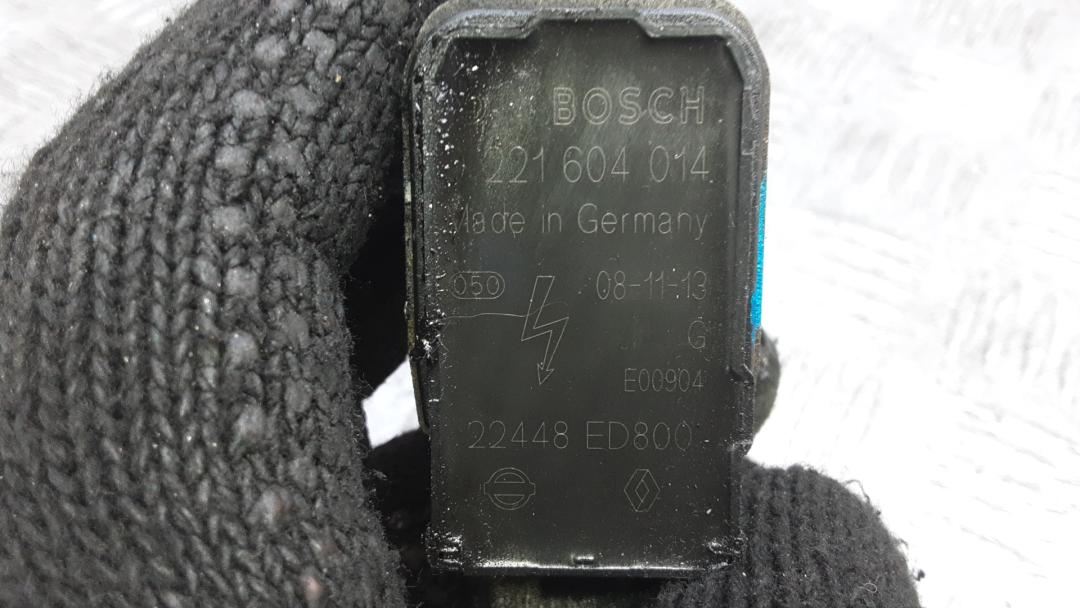 BOSCH
221 604 014
Made in Germany
050 08-11-13
G
E00904
22448 ED800